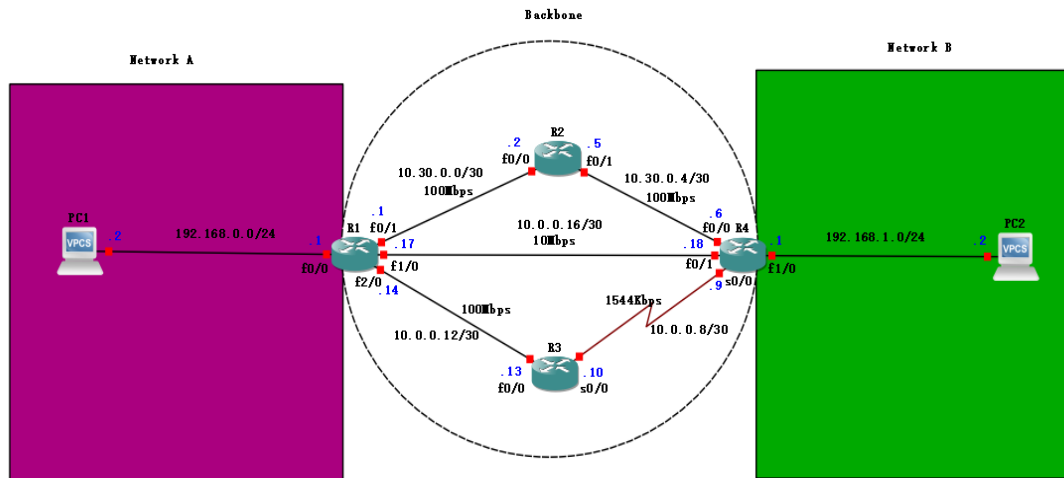 Backbone
Network A
Network B
R2
.2
.5
f0/0
f0/1
10.30.0.0/30
100Mbps
10.30.0.4/30
100Mbps
PC1
VPCS
.2
192.168.0.0/24
.1
f0/0
R1
.1
f0/1
.17
f1/0
f2/0
.14
10.0.0.16/30
10Mbps
.6
f0/0
R4
.18
f0/1
.1
f1/0
s0/0
.9
192.168.1.0/24
.2
PC2
VPCS
100Mbps
10.0.0.12/30
1544Kbps
10.0.0.8/30
R3
.13
.10
f0/0
s0/0